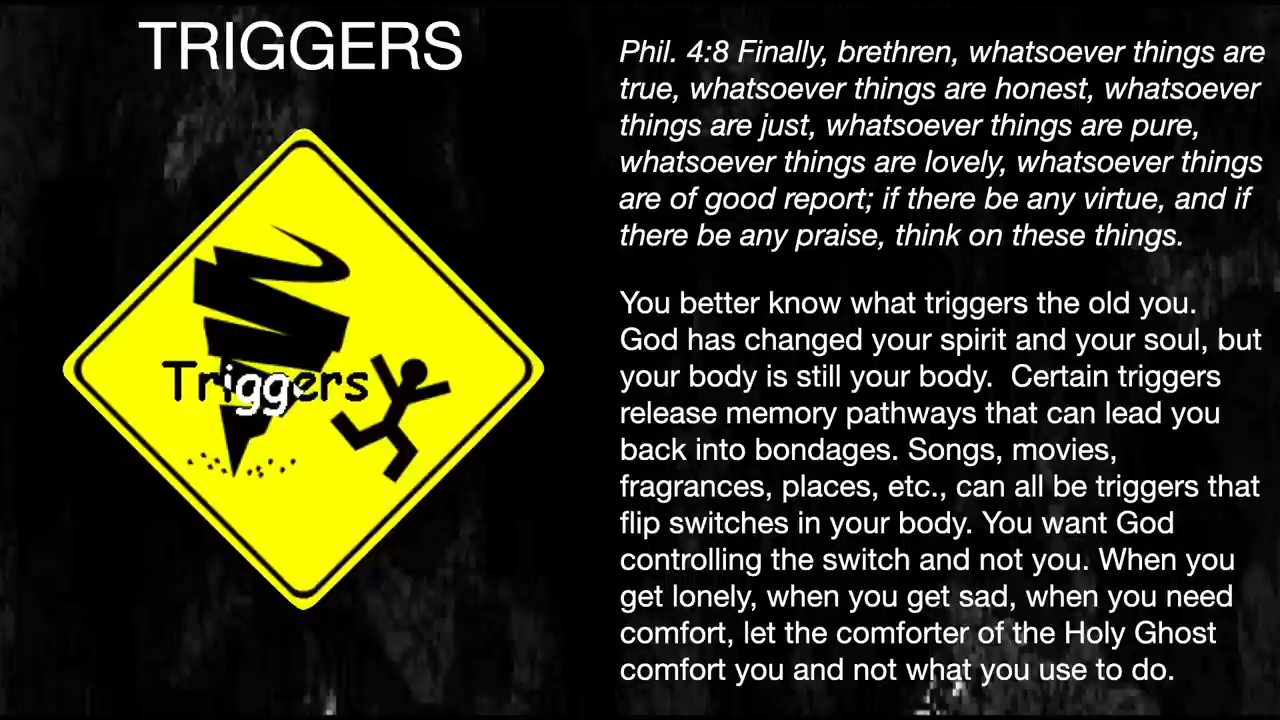 TRIGGERS
Triggers
Phil. 4:8 Finally, brethren, whatsoever things are
true, whatsoever things are honest, whatsoever
things are just, whatsoever things are pure,
whatsoever things are lovely, whatsoever things
are of good report; if there be any virtue, and if
there be any praise, think on these things.
You better know what triggers the old you.
God has changed your spirit and your soul, but
your body is still your body.  Certain triggers
release memory pathways that can lead you
back into bondages. Songs, movies,
fragrances, places, etc., can all be triggers that
flip switches in your body. You want God
controlling the switch and not you. When you
get lonely, when you get sad, when you need
comfort, let the comforter of the Holy Ghost
comfort you and not what you use to do.